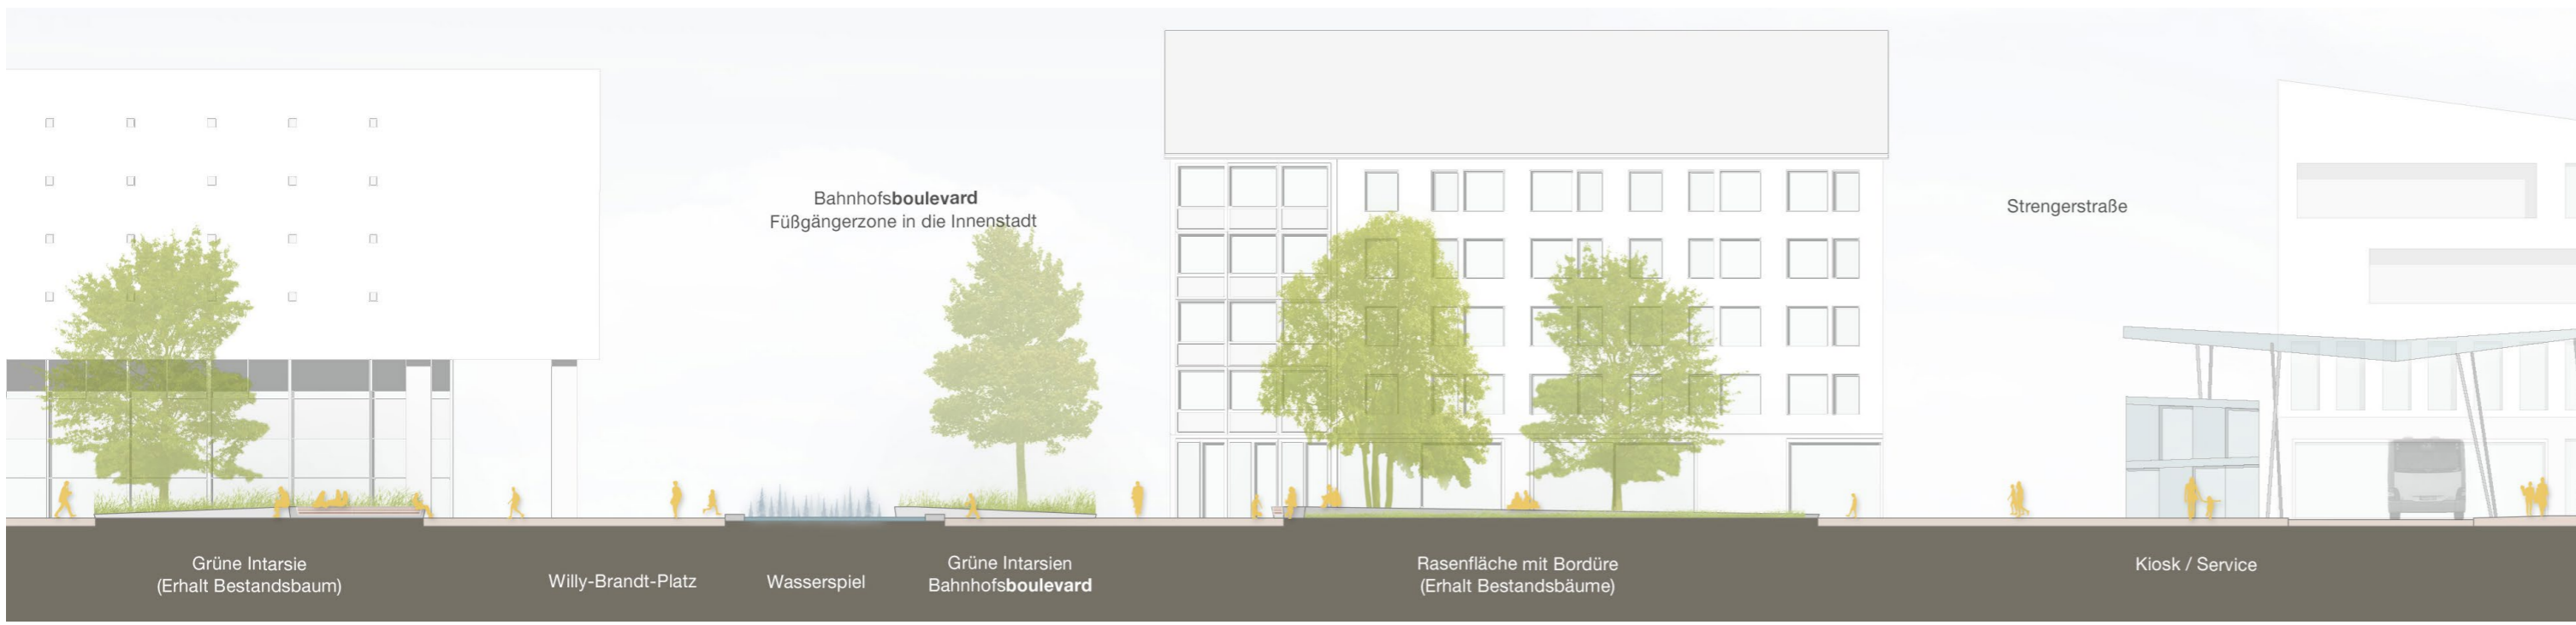 Bahnhofsboulevard
Füßgängerzone in die Innenstadt
Strengerstraße
Grüne Intarsie
(Erhalt Bestandsbaum)
Willy-Brandt-Platz
Wasserspiel
Grüne Intarsien
Bahnhofsboulevard
Rasenfläche mit Bordüre
(Erhalt Bestandsbäume)
Kiosk / Service